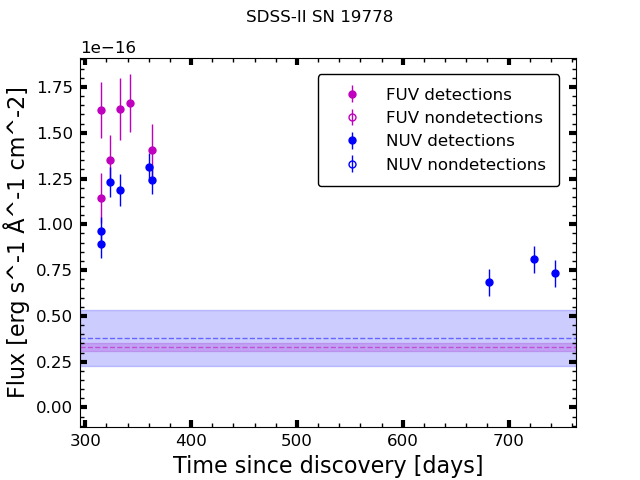 SDSS-II SN 19778
1e−16
FUV detections
FUV nondetections
NUV detections
NUV nondetections
1.75
1.50
1.25
1.00
0.75
0.50
0.25
0.00
Flux [erg s^-1 Å^-1 cm^-2]
300 400 500 600 700
Time since discovery [days]